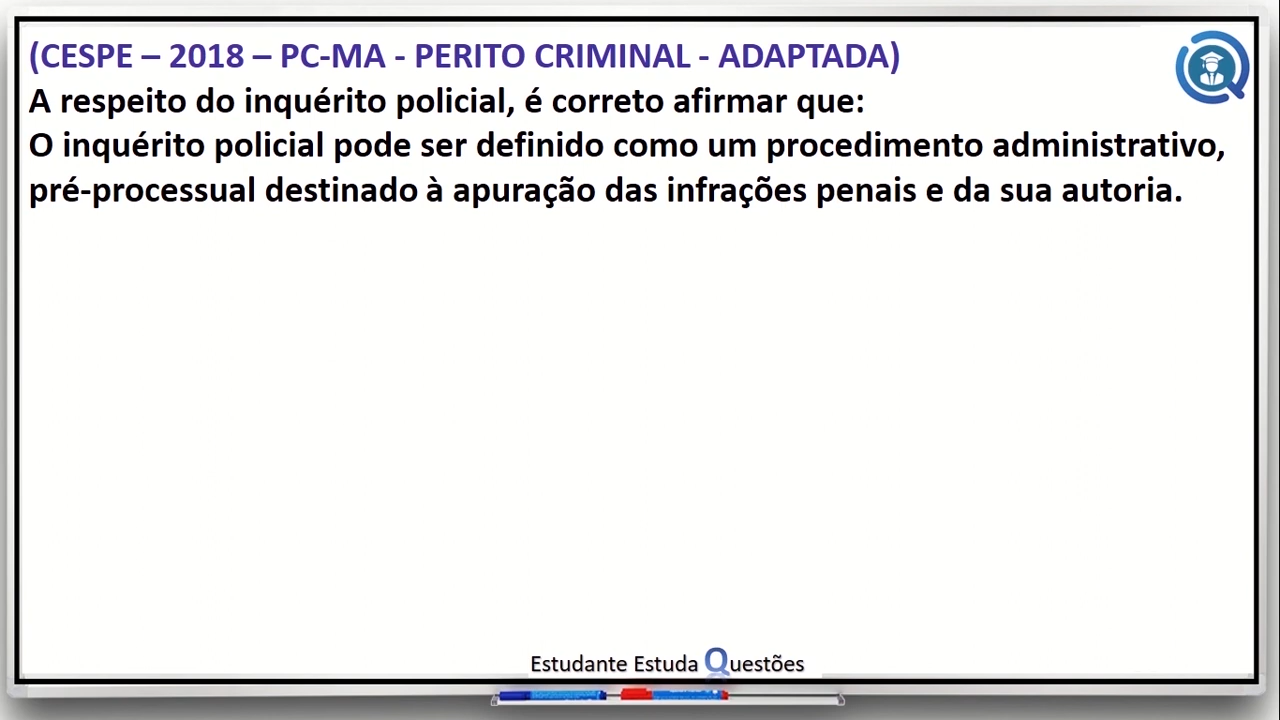 (CESPE – 2018 – PC-MA - PERITO CRIMINAL - ADAPTADA)
A respeito do inquérito policial, é correto afirmar que:
O inquérito policial pode ser definido como um procedimento administrativo,
pré-processual destinado à apuração das infrações penais e da sua autoria.
Estudante Estuda Questões